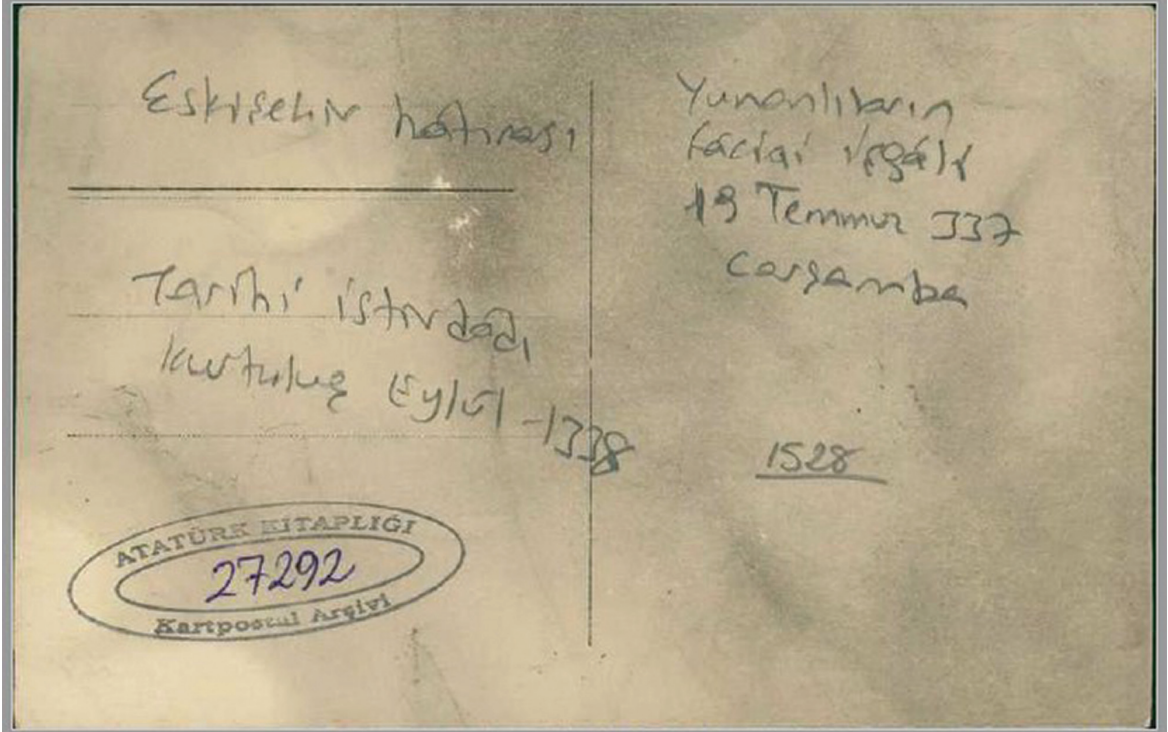 Eskişehir hatırası
Tarihi istirdadı
Kurtuluş Eylül -1338
Yunanlıların
faciai işgali
19 Temmuz 337
Çarşamba
1528
ATATÜRK KİTAPLIĞI
27292
Kartpostal Arşivi